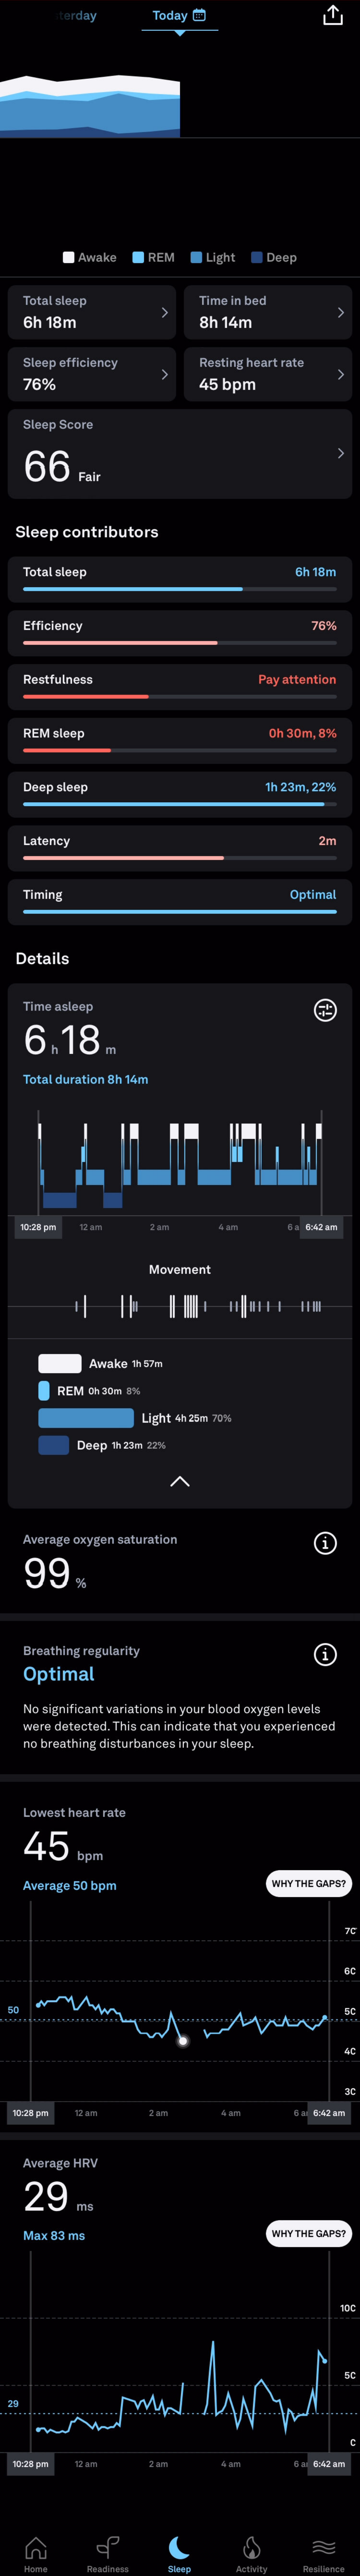 terday
Today
Awake
REM
Light
Deep
Total sleep
6h 18m
Time in bed
8h 14m
Sleep efficiency
76%
Resting heart rate
45 bpm
Sleep Score
66 Fair
Sleep contributors
Total sleep 6h 18m
Efficiency 76%
Restfulness Pay attention
REM sleep 0h 30m, 8%
Deep sleep 1h 23m, 22%
Latency 2m
Timing Optimal
Details
Time asleep
6 h 18 m
Total duration 8h 14m
10:28 pm 12 am 2 am 4 am 6 a 6:42 am
Movement
Awake 1h 57m
REM 0h 30m 8%
Light 4h 25m 70%
Deep 1h 23m 22%
Average oxygen saturation
99 %
Breathing regularity
Optimal
No significant variations in your blood oxygen levels
were detected. This can indicate that you experienced
no breathing disturbances in your sleep.
Lowest heart rate
45 bpm
Average 50 bpm
WHY THE GAPS?
50
10:28 pm 12 am 2 am 4 am 6 a 6:42 am
Average HRV
29 ms
Max 83 ms
WHY THE GAPS?
29
10:28 pm 12 am 2 am 4 am 6 a 6:42 am
Home
Readiness
Sleep
Activity
Resilience